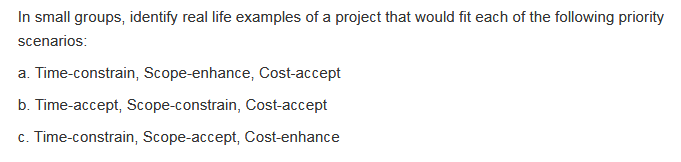 In small groups, identify real life examples of a project that would fit each of the following priority
scenarios:
a. Time-constrain, Scope-enhance, Cost-accept
b. Time-accept, Scope-constrain, Cost-accept
c. Time-constrain, Scope-accept, Cost-enhance